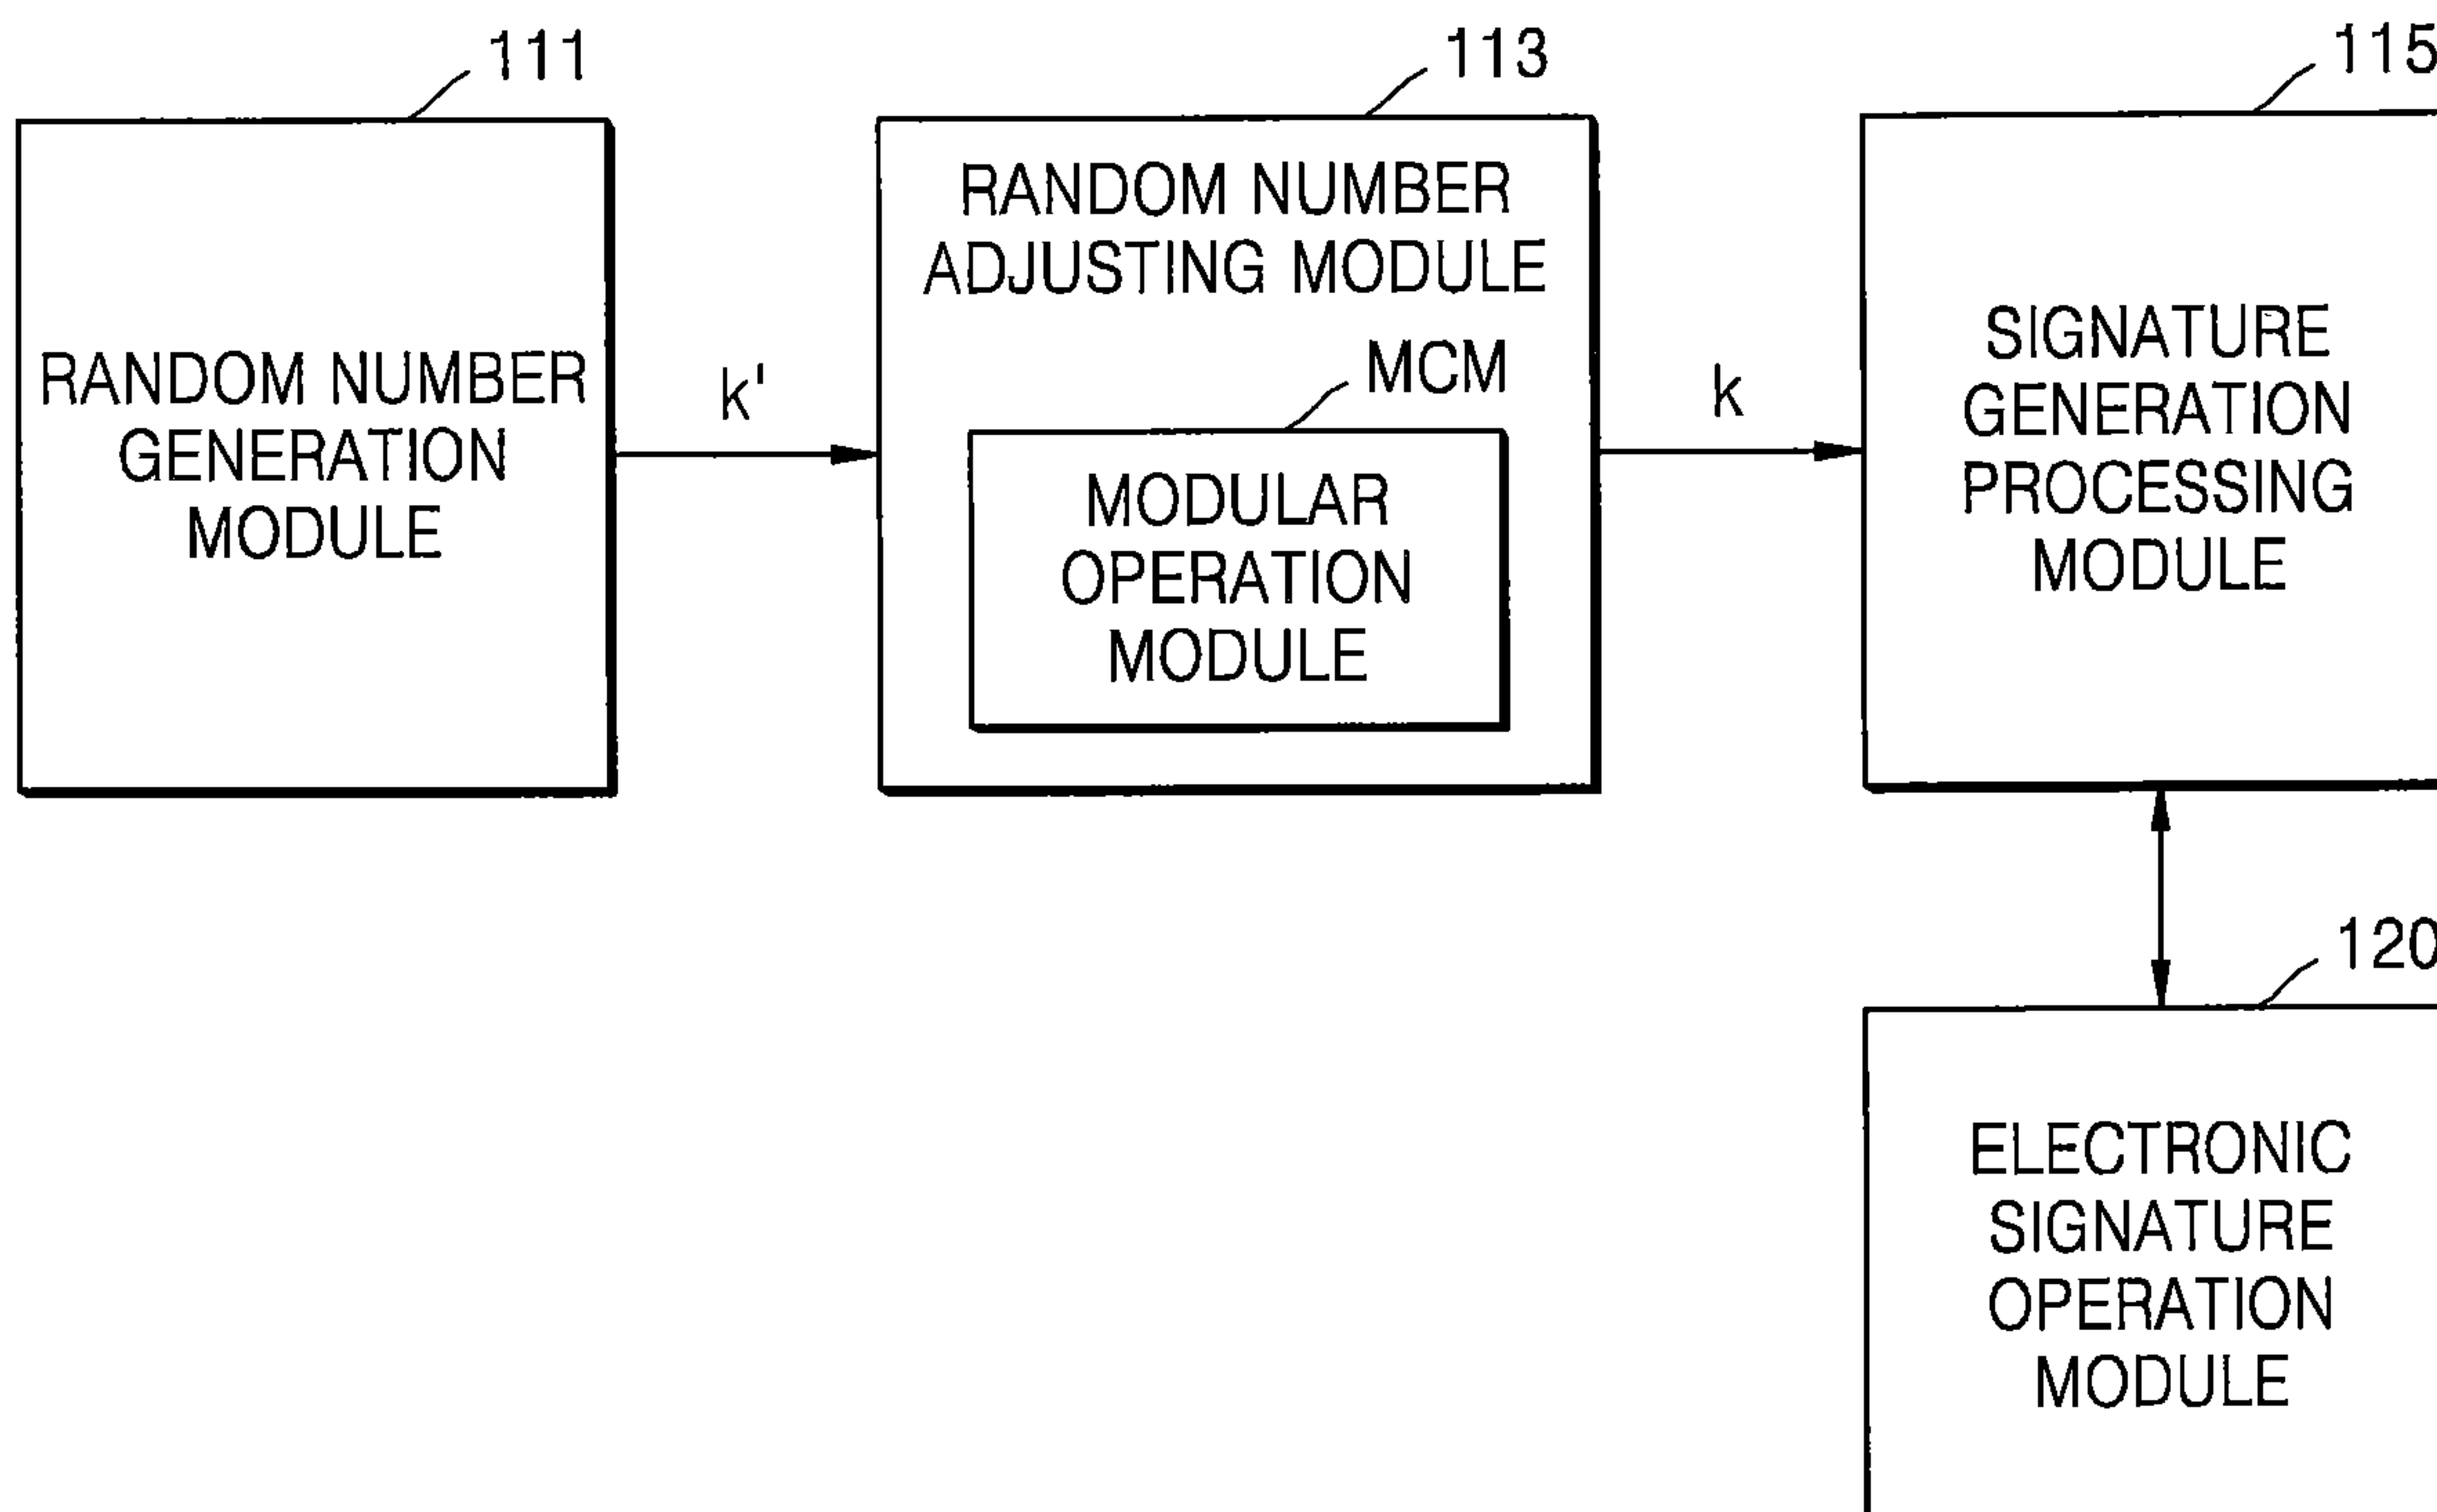 111
RANDOM NUMBER
GENERATION
MODULE
k'
113
RANDOM NUMBER
ADJUSTING MODULE
MCM
MODULAR
OPERATION
MODULE
k
115
SIGNATURE
GENERATION
PROCESSING
MODULE
120
ELECTRONIC
SIGNATURE
OPERATION
MODULE